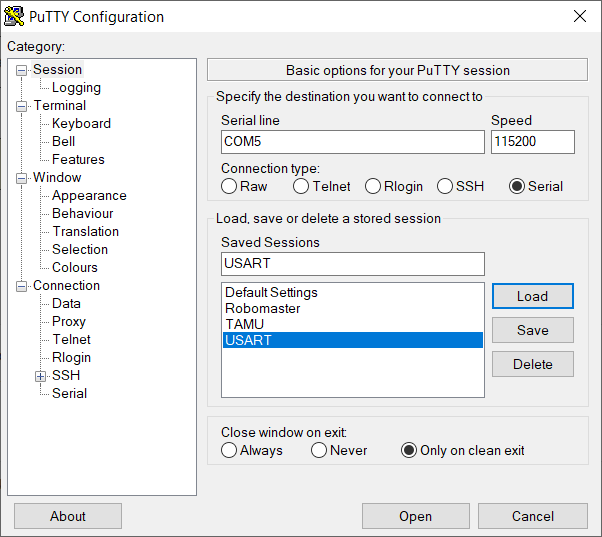 PuTTY Configuration
Category:
Session
Logging
Terminal
Keyboard
Bell
Features
Window
Appearance
Behaviour
Translation
Selection
Colours
Connection
Data
Proxy
Telnet
Rlogin
SSH
Serial
Basic options for your PuTTY session
Specify the destination you want to connect to
Serial line Speed
COM5 115200
Connection type:
Raw Telnet Rlogin SSH Serial
Load, save or delete a stored session
Saved Sessions
USART
Default Settings
Robomaster
TAMU
USART
Load
Save
Delete
Close window on exit:
Always Never Only on clean exit
About Open Cancel